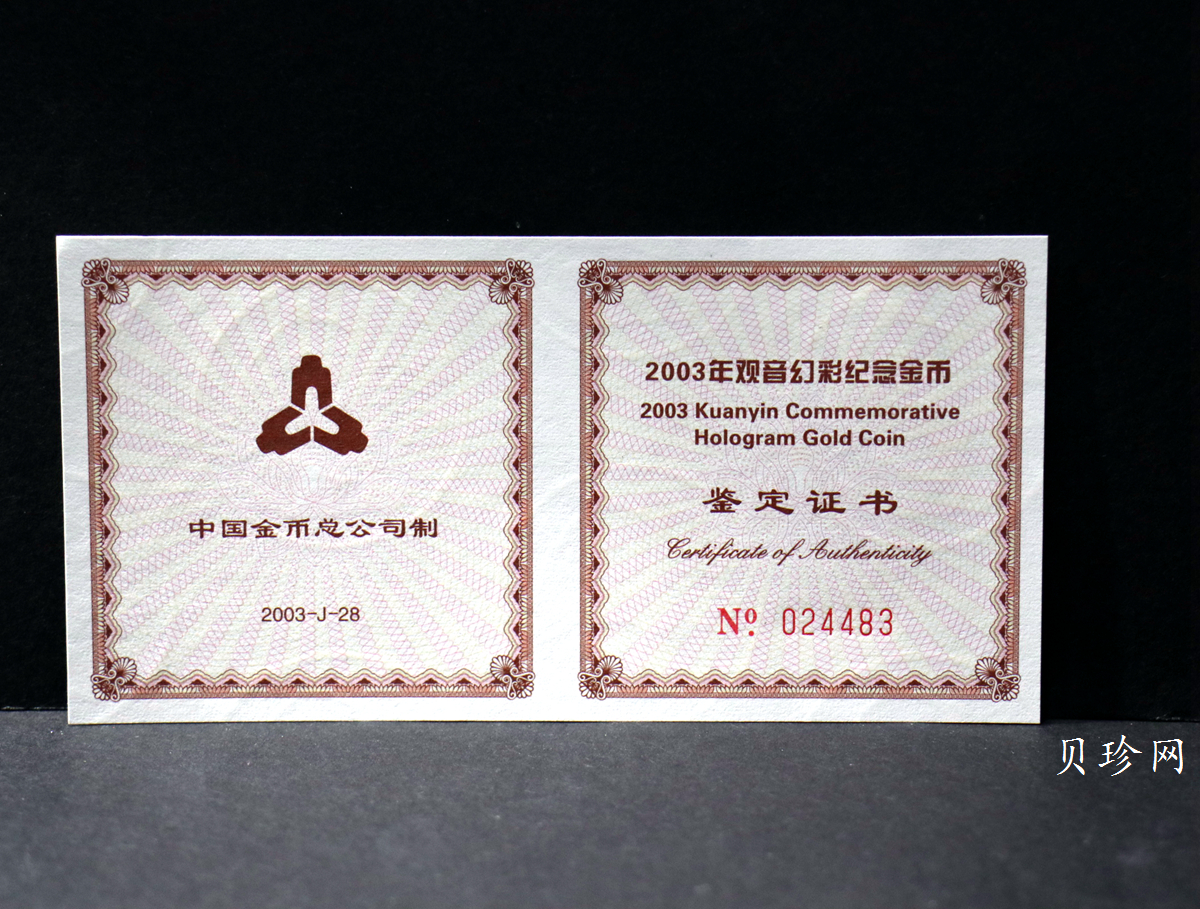 中国金币总公司制
2003-J-28
2003年观音幻彩纪念金币
2003 Kuanyin Commemorative
Hologram Gold Coin
鉴定证书
Certificate of Authenticity
Nº. 024483
贝珍网